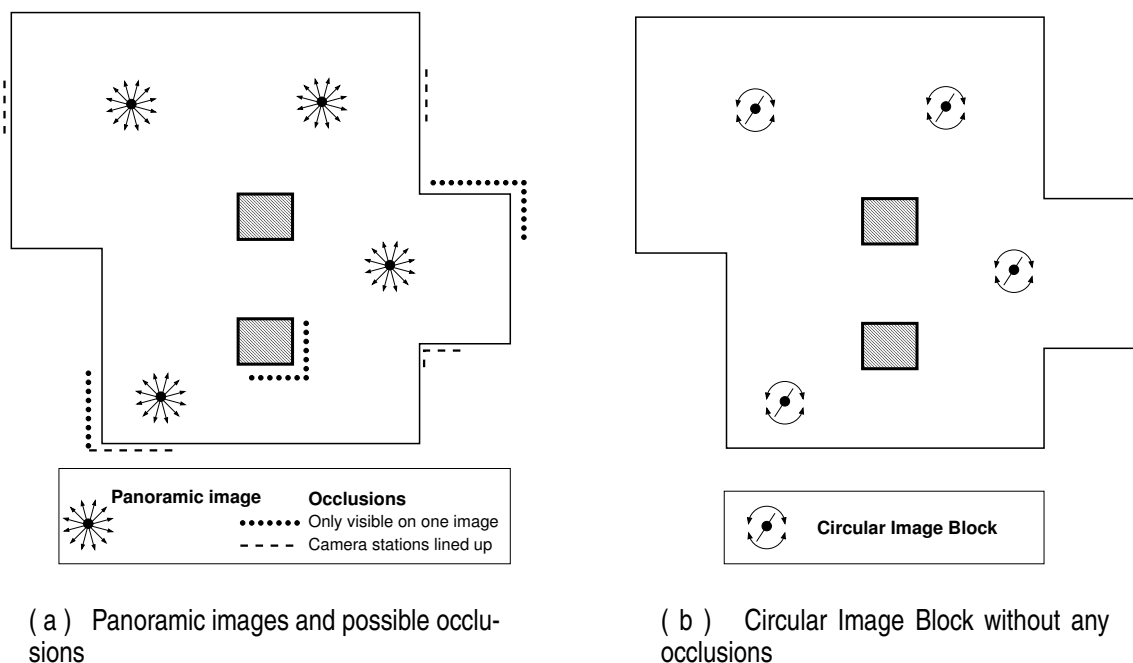 Panoramic image
Occlusions
Only visible on one image
Camera stations lined up
Circular Image Block
( a ) Panoramic images and possible occlu-
sions
( b ) Circular Image Block without any
occlusions